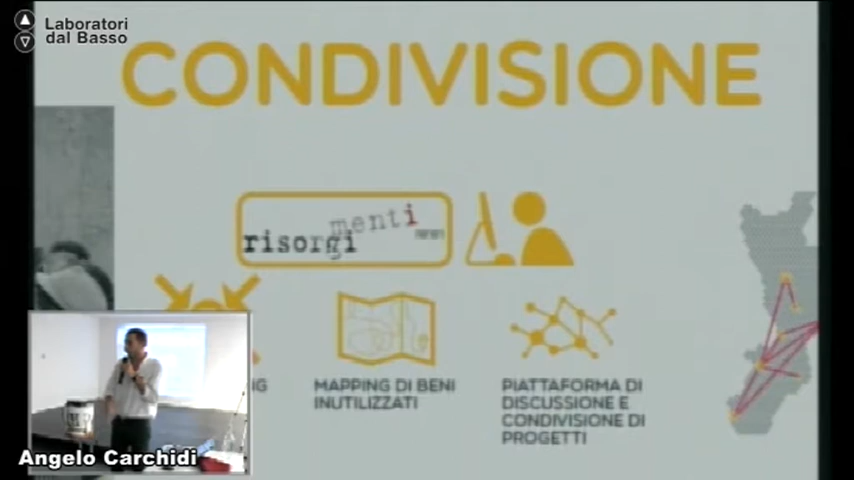 Laboratori
dal Basso
CONDIVISIONE
risorgimenti
MAPPING DI BENI
INUTILIZZATI
PIATTAFORMA DI
DISCUSSIONE E
CONDIVISIONE DI
PROGETTI
Angelo Carchidi